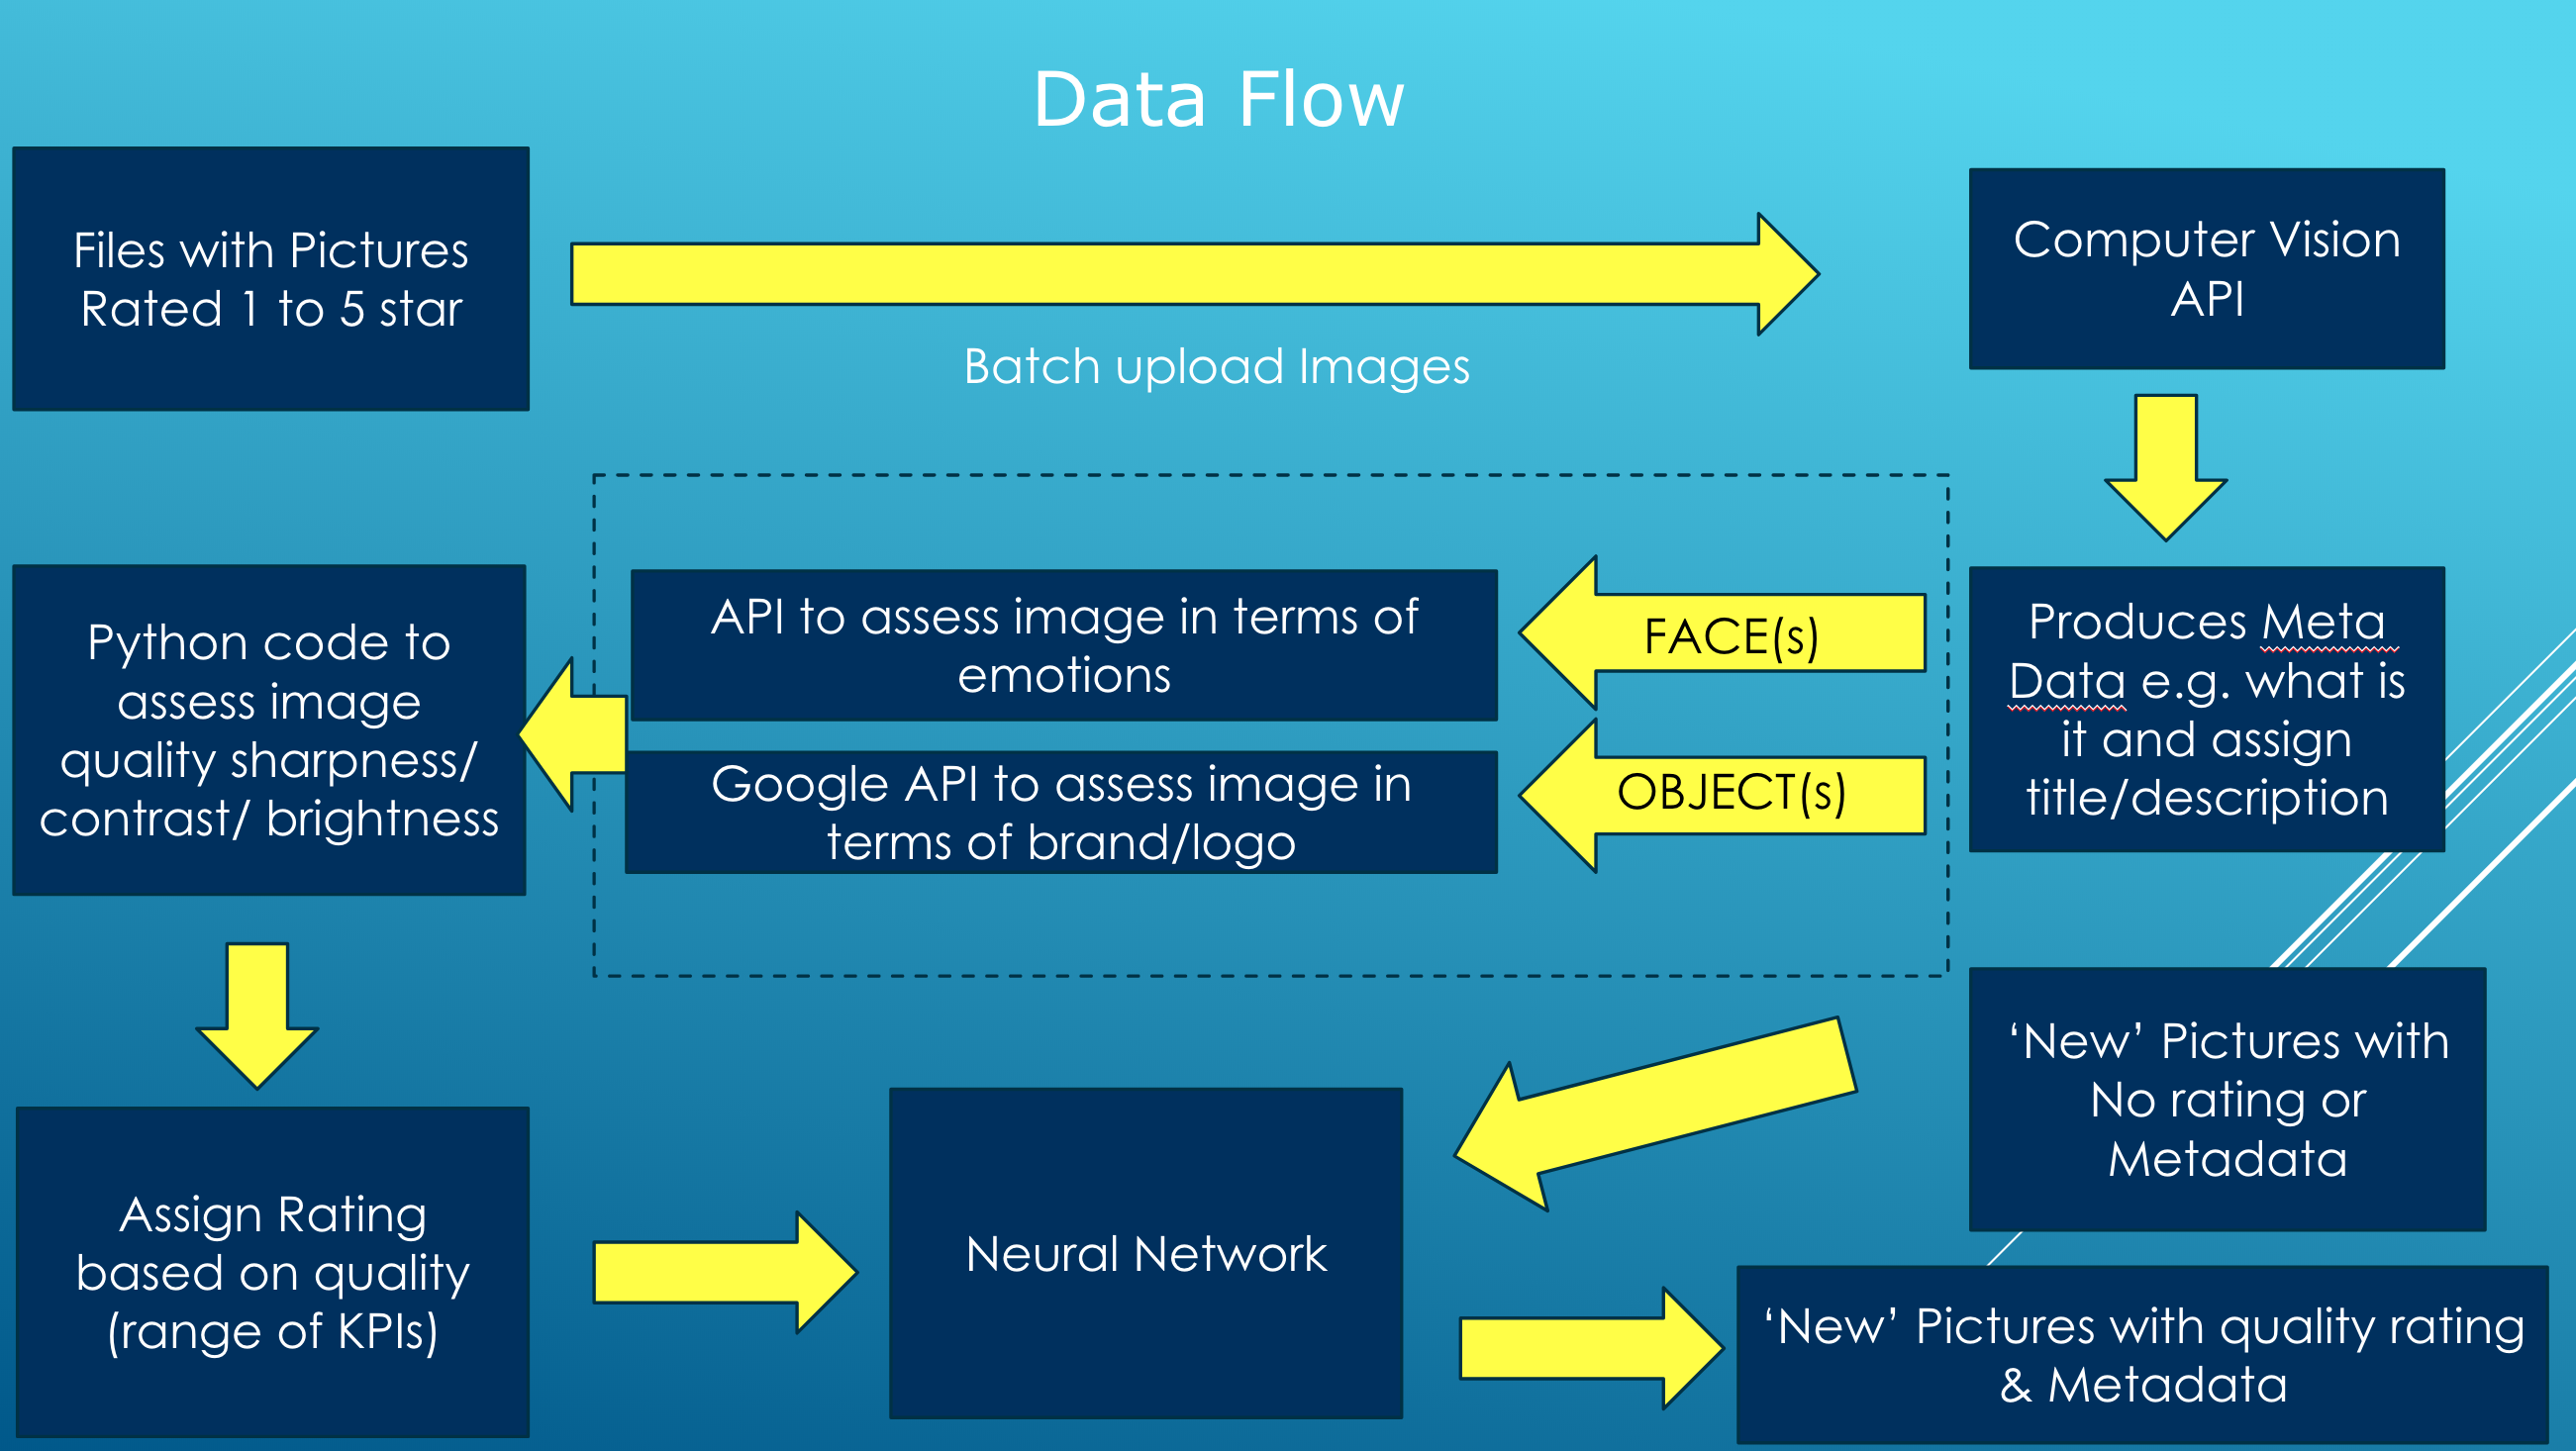 Data Flow
Files with Pictures
Rated 1 to 5 star
Batch upload Images
Computer Vision
API
Produces Meta
Data e.g. what is
it and assign
title/description
FACE(s)
OBJECT(s)
API to assess image in terms of
emotions
Google API to assess image in
terms of brand/logo
Python code to
assess image
quality sharpness/
contrast/ brightness
Assign Rating
based on quality
(range of KPIs)
Neural Network
‘New’ Pictures with
No rating or
Metadata
‘New’ Pictures with quality rating
& Metadata